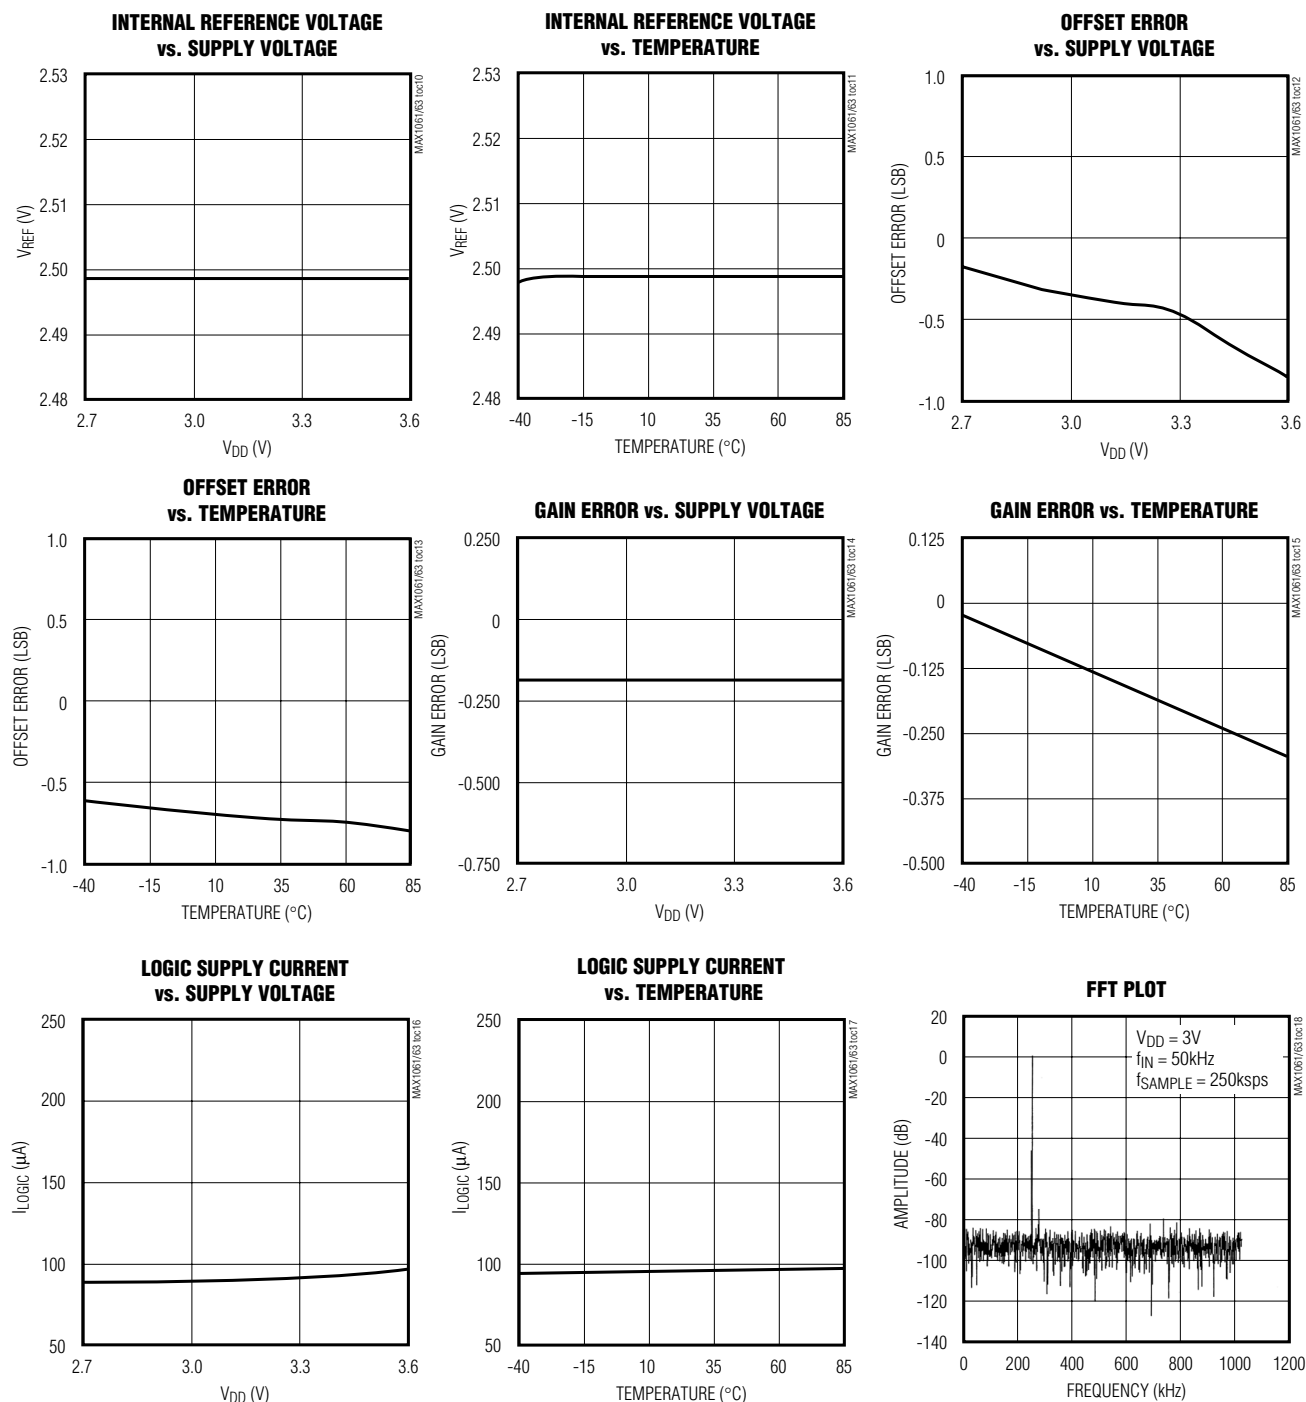 INTERNAL REFERENCE VOLTAGE
vs. SUPPLY VOLTAGE
2.53
2.52
2.51
2.50
2.49
2.48
VREF (V)
2.7 3.0 3.3 3.6
VDD (V)
MAX1061/63 toc10
INTERNAL REFERENCE VOLTAGE
vs. TEMPERATURE
2.53
2.52
2.51
2.50
2.49
2.48
VREF (V)
-40 -15 10 35 60 85
TEMPERATURE (°C)
MAX1061/63 toc11
OFFSET ERROR
vs. SUPPLY VOLTAGE
1.0
0.5
0
-0.5
-1.0
OFFSET ERROR (LSB)
2.7 3.0 3.3 3.6
VDD (V)
MAX1061/63 toc12
OFFSET ERROR
vs. TEMPERATURE
1.0
0.5
0
-0.5
-1.0
OFFSET ERROR (LSB)
-40 -15 10 35 60 85
TEMPERATURE (°C)
MAX1061/63 toc13
GAIN ERROR vs. SUPPLY VOLTAGE
0.250
0
-0.250
-0.500
-0.750
GAIN ERROR (LSB)
2.7 3.0 3.3 3.6
VDD (V)
MAX1061/63 toc14
GAIN ERROR vs. TEMPERATURE
0.125
0
-0.125
-0.250
-0.375
-0.500
GAIN ERROR (LSB)
-40 -15 10 35 60 85
TEMPERATURE (°C)
MAX1061/63 toc15
LOGIC SUPPLY CURRENT
vs. SUPPLY VOLTAGE
250
200
150
100
50
ILOGIC (µA)
2.7 3.0 3.3 3.6
VDD (V)
MAX1061/63 toc16
LOGIC SUPPLY CURRENT
vs. TEMPERATURE
250
200
150
100
50
ILOGIC (µA)
-40 -15 10 35 60 85
TEMPERATURE (°C)
MAX1061/63 toc17
FFT PLOT
20
0
-20
-40
-60
-80
-100
-120
-140
AMPLITUDE (dB)
VDD = 3V
fIN = 50kHz
fSAMPLE = 250ksps
0 200 400 600 800 1000 1200
FREQUENCY (kHz)
MAX1061/63 toc18